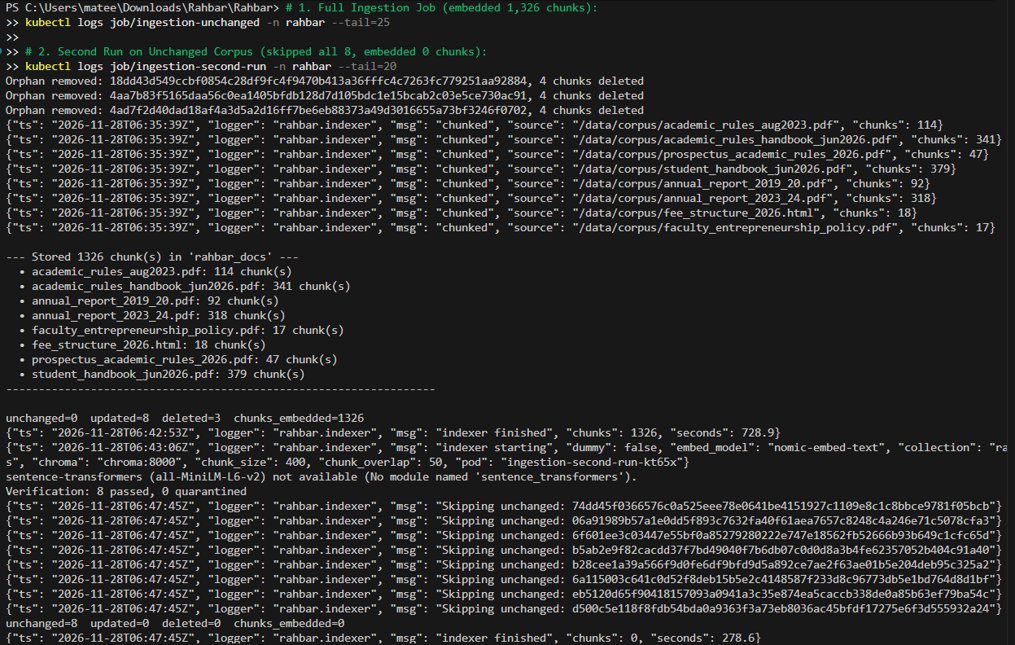 PS C:\Users\matee\Downloads\Rahbar\Rahbar> # 1. Full Ingestion Job (embedded 1,326 chunks):
>> kubectl logs job/ingestion-unchanged -n rahbar --tail=25
>>
>> # 2. Second Run on Unchanged Corpus (skipped all 8, embedded 0 chunks):
>> kubectl logs job/ingestion-second-run -n rahbar --tail=20
Orphan removed: 18dd43d549ccbf0854c28df9fc4f9470b413a36fffc4c7263fc779251aa92884, 4 chunks deleted
Orphan removed: 4aa7b83f5165daa56c0ea1405bfdb128d7d105bdc1e15bcab2c03e5ce730ac91, 4 chunks deleted
Orphan removed: 4ad7f2d40dad18af4a3d5a2d16ff7be6eb88373a49d3016655a73bf3246f0702, 4 chunks deleted
{"ts": "2026-11-28T06:35:39Z", "logger": "rahbar.indexer", "msg": "chunked", "source": "/data/corpus/academic_rules_aug2023.pdf", "chunks": 114}
{"ts": "2026-11-28T06:35:39Z", "logger": "rahbar.indexer", "msg": "chunked", "source": "/data/corpus/academic_rules_handbook_jun2026.pdf", "chunks": 341}
{"ts": "2026-11-28T06:35:39Z", "logger": "rahbar.indexer", "msg": "chunked", "source": "/data/corpus/prospectus_academic_rules_2026.pdf", "chunks": 47}
{"ts": "2026-11-28T06:35:39Z", "logger": "rahbar.indexer", "msg": "chunked", "source": "/data/corpus/student_handbook_jun2026.pdf", "chunks": 379}
{"ts": "2026-11-28T06:35:39Z", "logger": "rahbar.indexer", "msg": "chunked", "source": "/data/corpus/annual_report_2019_20.pdf", "chunks": 92}
{"ts": "2026-11-28T06:35:39Z", "logger": "rahbar.indexer", "msg": "chunked", "source": "/data/corpus/annual_report_2023_24.pdf", "chunks": 318}
{"ts": "2026-11-28T06:35:39Z", "logger": "rahbar.indexer", "msg": "chunked", "source": "/data/corpus/fee_structure_2026.html", "chunks": 18}
{"ts": "2026-11-28T06:35:39Z", "logger": "rahbar.indexer", "msg": "chunked", "source": "/data/corpus/faculty_entrepreneurship_policy.pdf", "chunks": 17}
--- Stored 1326 chunk(s) in 'rahbar_docs' ---
• academic_rules_aug2023.pdf: 114 chunk(s)
• academic_rules_handbook_jun2026.pdf: 341 chunk(s)
• annual_report_2019_20.pdf: 92 chunk(s)
• annual_report_2023_24.pdf: 318 chunk(s)
• faculty_entrepreneurship_policy.pdf: 17 chunk(s)
• fee_structure_2026.html: 18 chunk(s)
• prospectus_academic_rules_2026.pdf: 47 chunk(s)
• student_handbook_jun2026.pdf: 379 chunk(s)
------------------------------------------------------------
unchanged=0  updated=8  deleted=3  chunks_embedded=1326
{"ts": "2026-11-28T06:42:53Z", "logger": "rahbar.indexer", "msg": "indexer finished", "chunks": 1326, "seconds": 728.9}
{"ts": "2026-11-28T06:43:06Z", "logger": "rahbar.indexer", "msg": "indexer starting", "dummy": false, "embed_model": "nomic-embed-text", "collection": "ra
s", "chroma": "chroma:8000", "chunk_size": 400, "chunk_overlap": 50, "pod": "ingestion-second-run-kt65x"}
sentence-transformers (all-MiniLM-L6-v2) not available (No module named 'sentence_transformers').
Verification: 8 passed, 0 quarantined
{"ts": "2026-11-28T06:47:45Z", "logger": "rahbar.indexer", "msg": "Skipping unchanged: 74dd45f0366576c0a525eee78e0641be4151927c1109e8c1c8bbce9781f05bcb"}
{"ts": "2026-11-28T06:47:45Z", "logger": "rahbar.indexer", "msg": "Skipping unchanged: 06a91989b57a1e0dd5f893c7632fa40f61aea7657c8248c4a246e71c5078cfa3"}
{"ts": "2026-11-28T06:47:45Z", "logger": "rahbar.indexer", "msg": "Skipping unchanged: 6f601ee3c03447e55bf0a85279280222e747e18562fb52666b93b649c1cfc65d"}
{"ts": "2026-11-28T06:47:45Z", "logger": "rahbar.indexer", "msg": "Skipping unchanged: b5ab2e9f82cacdd37f7bd49040f7b6db07c0d0d8a3b4fe62357052b404c91a40"}
{"ts": "2026-11-28T06:47:45Z", "logger": "rahbar.indexer", "msg": "Skipping unchanged: b28cee1a39a566f9d0fe6df9bfd9d5a892ce7ae2f63ae01b5e204deb95c325a2"}
{"ts": "2026-11-28T06:47:45Z", "logger": "rahbar.indexer", "msg": "Skipping unchanged: 6a115003c641c0d52f8deb15b5e2c4148587f233d8c96773db5e1bd764d8d1bf"}
{"ts": "2026-11-28T06:47:45Z", "logger": "rahbar.indexer", "msg": "Skipping unchanged: eb5120d65f90418157093a0941a3c35e874ea5caccb338de0a85b63ef79ba54c"}
{"ts": "2026-11-28T06:47:45Z", "logger": "rahbar.indexer", "msg": "Skipping unchanged: d500c5e118f8fdb54bda0a9363f3a73eb8036ac45bfdf17275e6f3d555932a24"}
unchanged=8  updated=0  deleted=0  chunks_embedded=0
{"ts": "2026-11-28T06:47:45Z", "logger": "rahbar.indexer", "msg": "indexer finished", "chunks": 0, "seconds": 278.6}